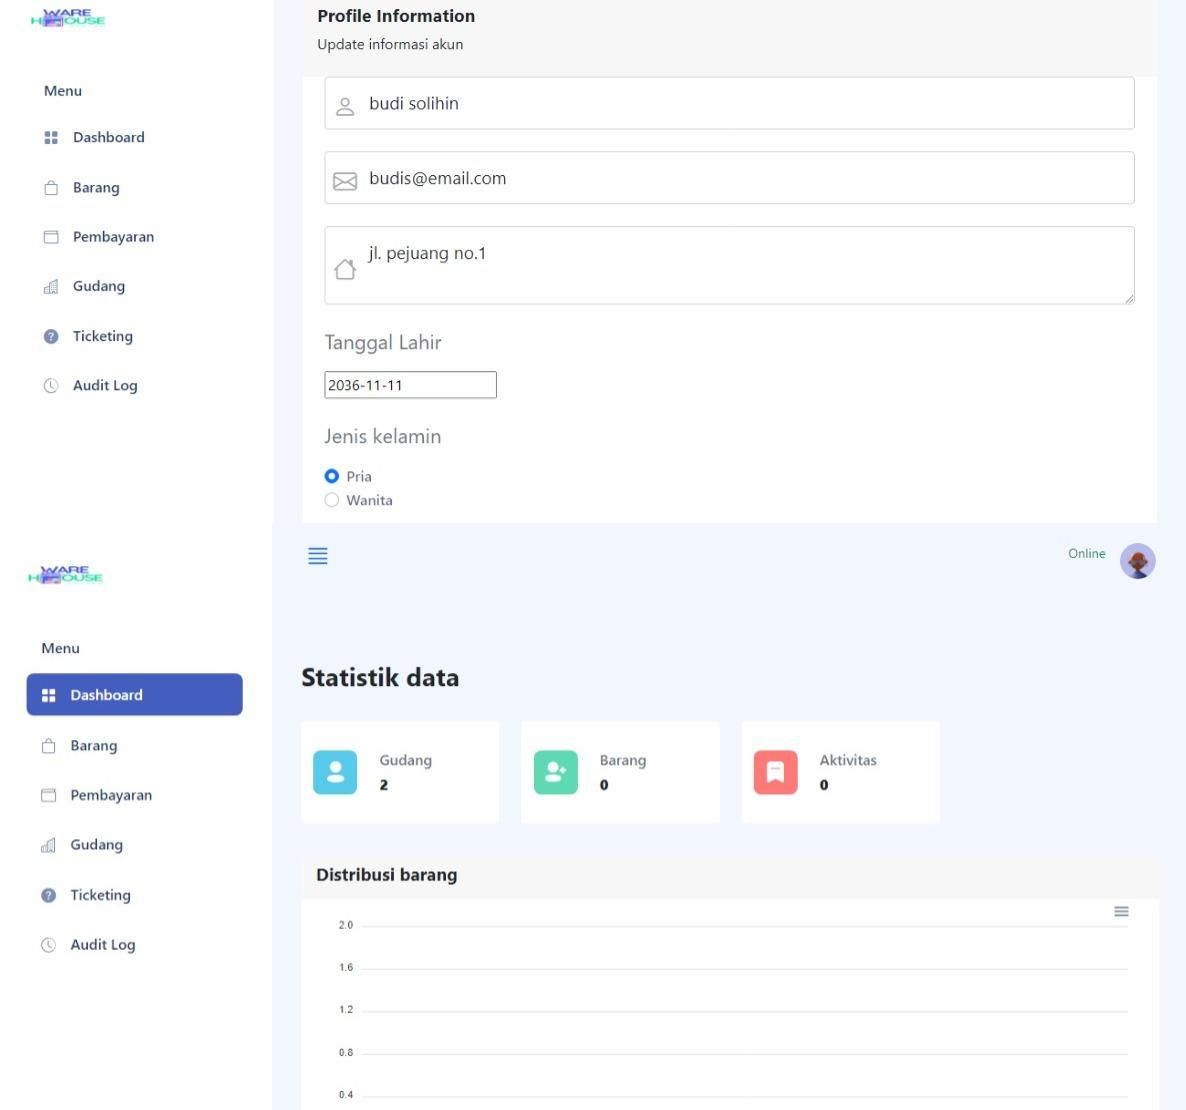 WARE
HOUSE
Profile Information
Update informasi akun
Menu
Dashboard
Barang
Pembayaran
Gudang
Ticketing
Audit Log
budi solihin
budis@email.com
jl. pejuang no.1
Tanggal Lahir
2036-11-11
Jenis kelamin
Pria
Wanita
Online
WARE
HOUSE
Menu
Dashboard
Barang
Pembayaran
Gudang
Ticketing
Audit Log
Statistik data
Gudang
2
Barang
0
Aktivitas
0
Distribusi barang
2.0
1.6
1.2
0.8
0.4